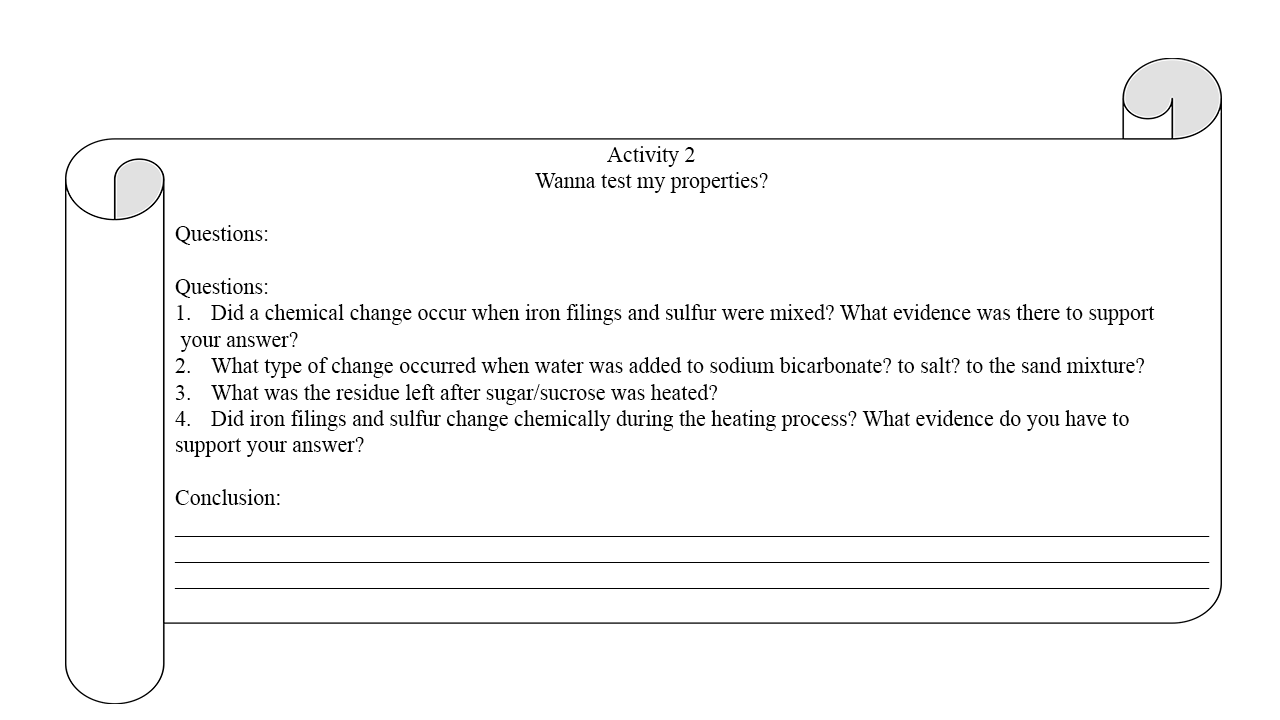 Activity 2
Wanna test my properties?
Questions:
Questions:
1. Did a chemical change occur when iron filings and sulfur were mixed? What evidence was there to support
your answer?
2. What type of change occurred when water was added to sodium bicarbonate? to salt? to the sand mixture?
3. What was the residue left after sugar/sucrose was heated?
4. Did iron filings and sulfur change chemically during the heating process? What evidence do you have to
support your answer?
Conclusion: